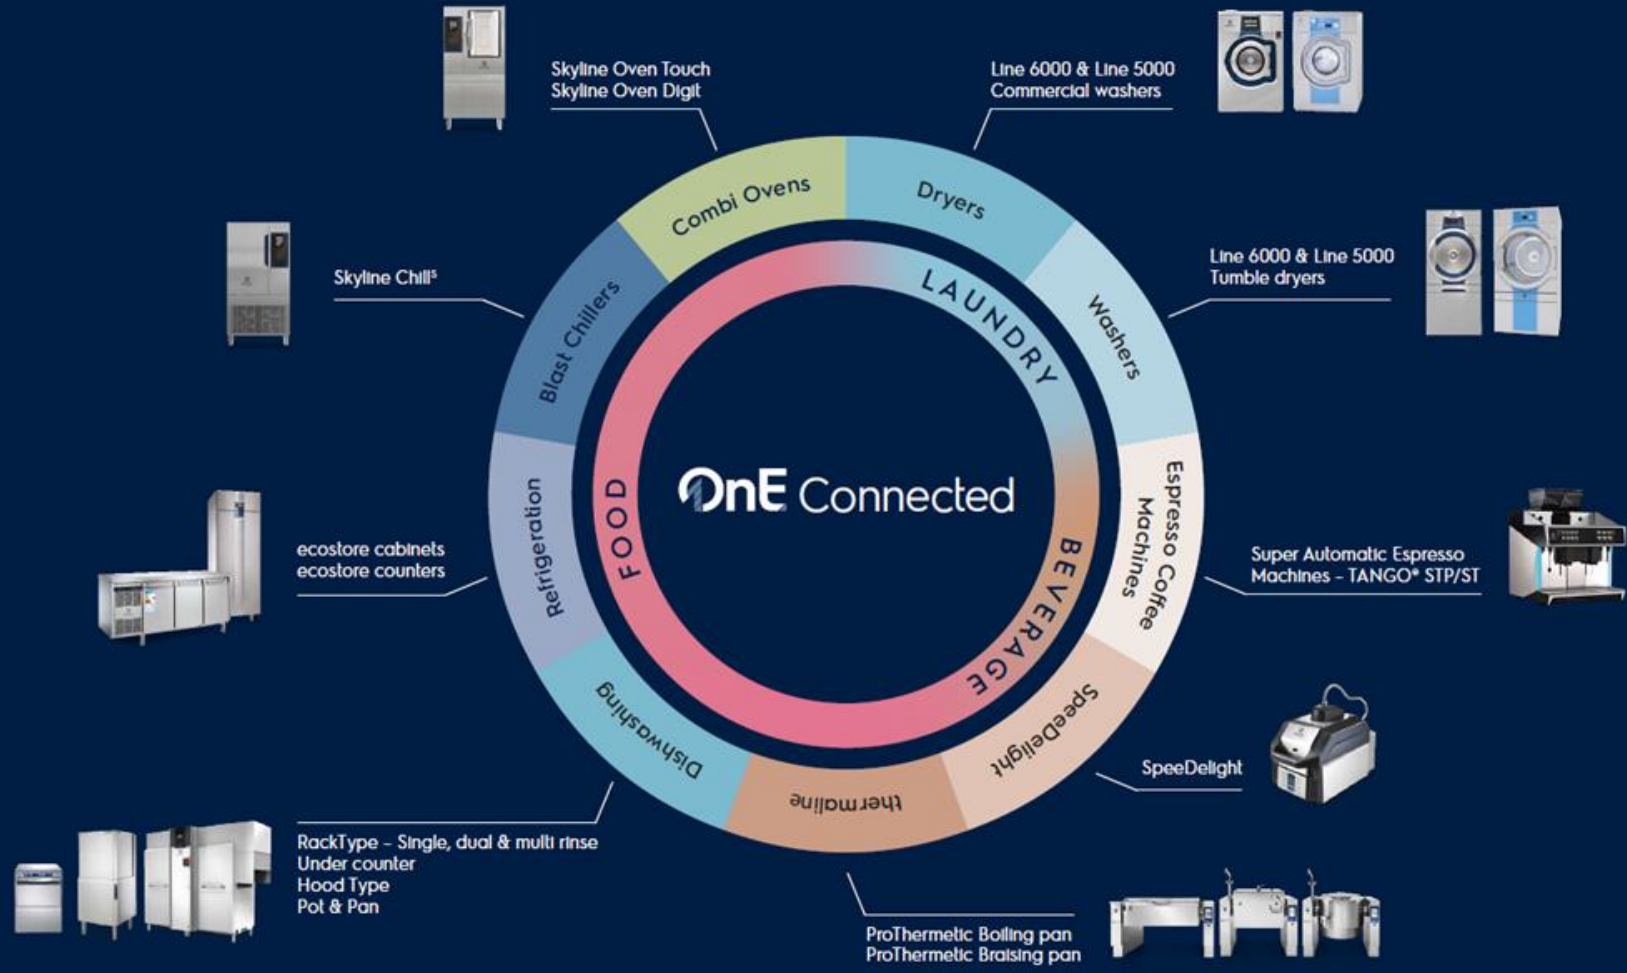 Skyline Oven Touch
Skyline Oven Digit
Line 6000 & Line 5000
Commercial washers
Combi Ovens
Dryers
Skyline Chillˢ
Blast Chillers
LAUNDRY
Washers
Line 6000 & Line 5000
Tumble dryers
OnE Connected
FOOD
Refrigeration
ecostore cabinets
ecostore counters
Espresso Coffee
Machines
BEVERAGE
Super Automatic Espresso
Machines – TANGO® STP/ST
Dishwashing
SpeeDelight
SpeeDelight
thermaline
RackType – Single, dual & multi rinse
Under counter
Hood Type
Pot & Pan
ProThermetic Boiling pan
ProThermetic Braising pan